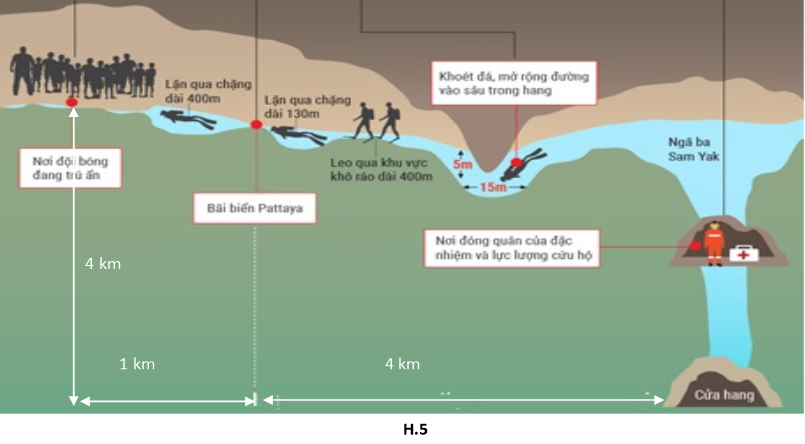 Lặn qua chặng
dài 400m
Lặn qua chặng
dài 130m
Khoét đá, mở rộng đường
vào sâu trong hang
Ngã ba
Sam Yak
Nơi đội bóng
đang trú ẩn
Leo qua khu vực
khô ráo dài 400m
5m
15m
Bãi biển Pattaya
Nơi đóng quân của đặc
nhiệm và lực lượng cứu hộ
4 km
1 km
4 km
Cửa hang
H.5